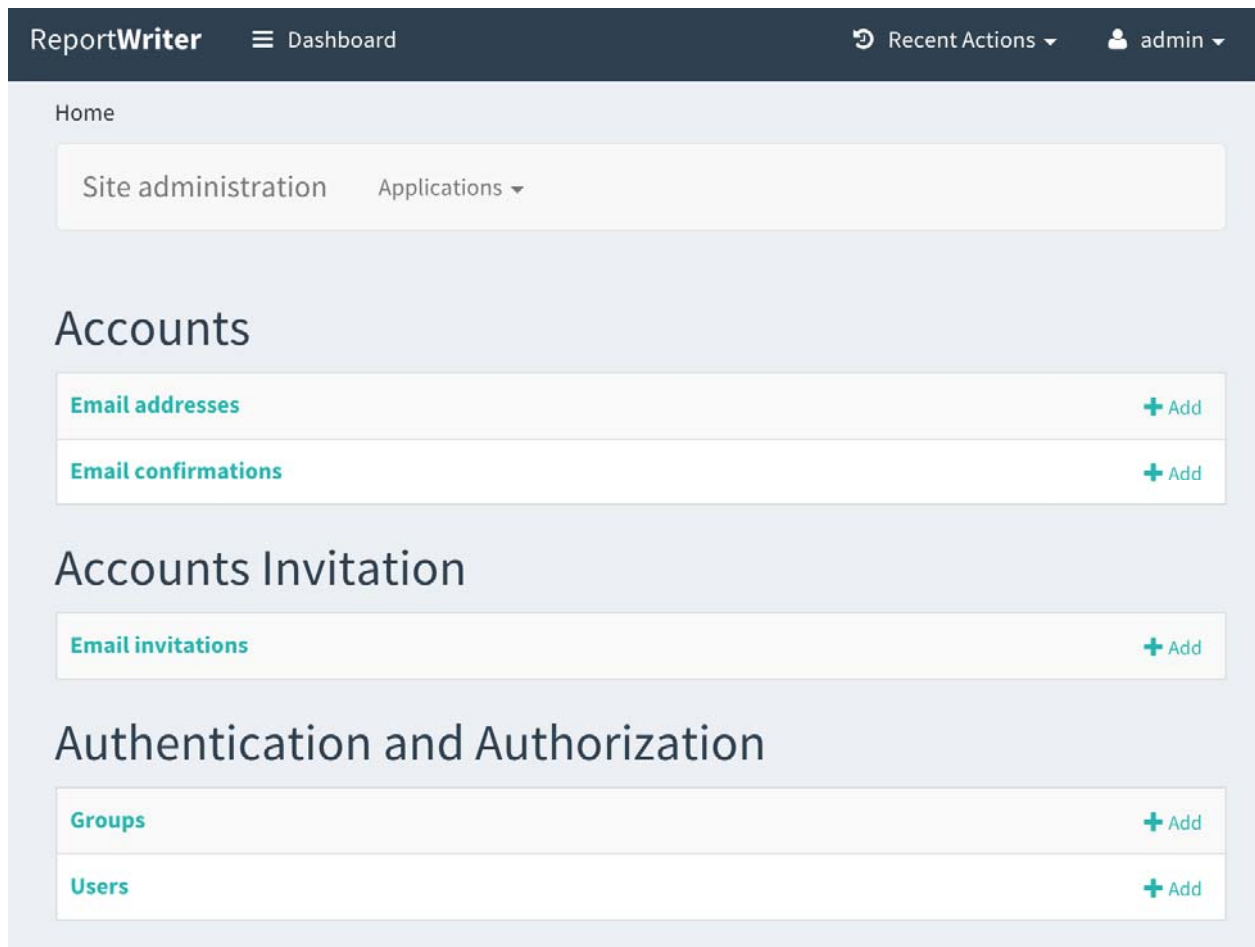 ReportWriter Dashboard Recent Actions admin
Home
Site administration Applications
Accounts
Email addresses Add
Email confirmations Add
Accounts Invitation
Email invitations Add
Authentication and Authorization
Groups Add
Users Add